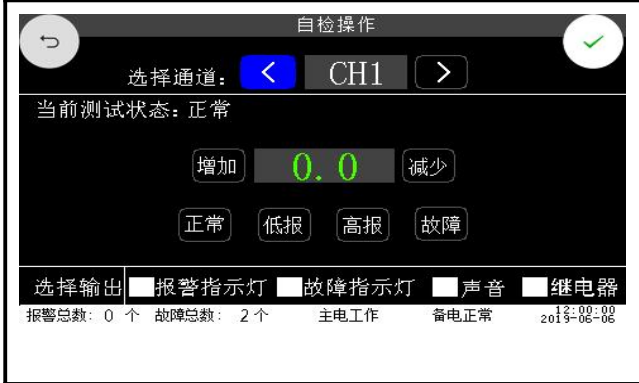 自检操作
选择通道: < CH1 >
当前测试状态:正常
增加 0.0 减少
正常 低报 高报 故障
选择输出 报警指示灯 故障指示灯 声音 继电器
报警总数: 0 个 故障总数: 2个 主电工作 备电正常 12:00:00
2019-06-06